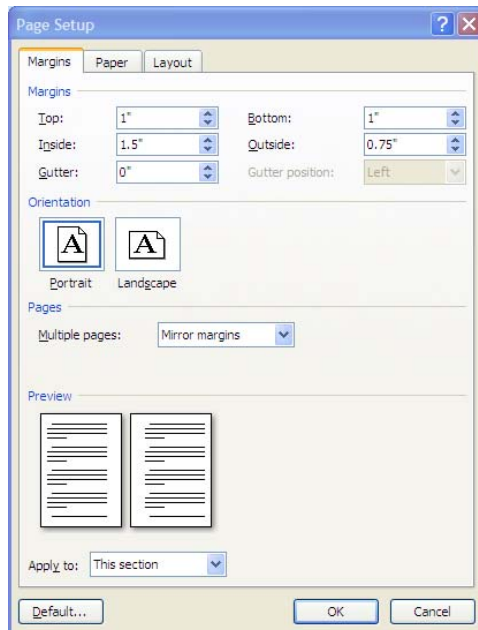 Page Setup
Margins Paper Layout
Margins
Top: 1" Bottom: 1"
Inside: 1.5" Outside: 0.75"
Gutter: 0" Gutter position: Left
Orientation
A A
Portrait Landscape
Pages
Multiple pages: Mirror margins
Preview
Apply to: This section
Default... OK Cancel